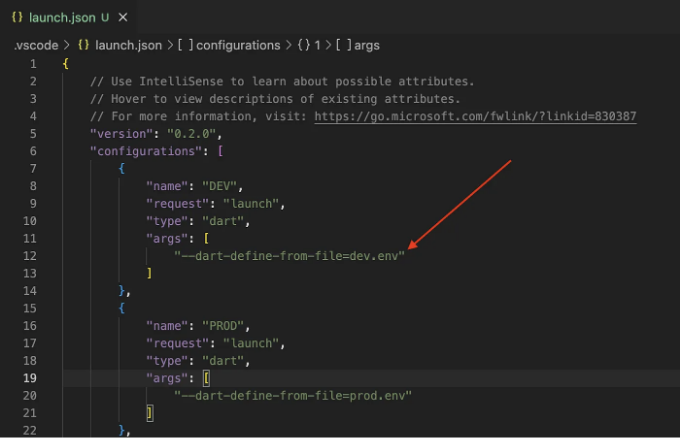 {} launch.json U ×
.vscode > {} launch.json > [ ] configurations > {} 1 > [ ] args
1 {
2 // Use IntelliSense to learn about possible attributes.
3 // Hover to view descriptions of existing attributes.
4 // For more information, visit: https://go.microsoft.com/fwlink/?linkid=830387
5 "version": "0.2.0",
6 "configurations": [
7 {
8 "name": "DEV",
9 "request": "launch",
10 "type": "dart",
11 "args": [
12 "--dart-define-from-file=dev.env"
13 ]
14 },
15 {
16 "name": "PROD",
17 "request": "launch",
18 "type": "dart",
19 "args": [
20 "--dart-define-from-file=prod.env"
21 ]
22 },